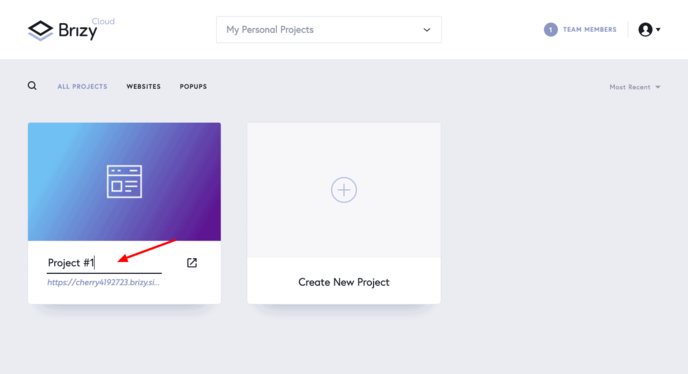 Brizy Cloud
My Personal Projects
1 TEAM MEMBERS
ALL PROJECTS WEBSITES POPUPS
Most Recent
Project #1
https://cherry4192723.brizy.si...
Create New Project